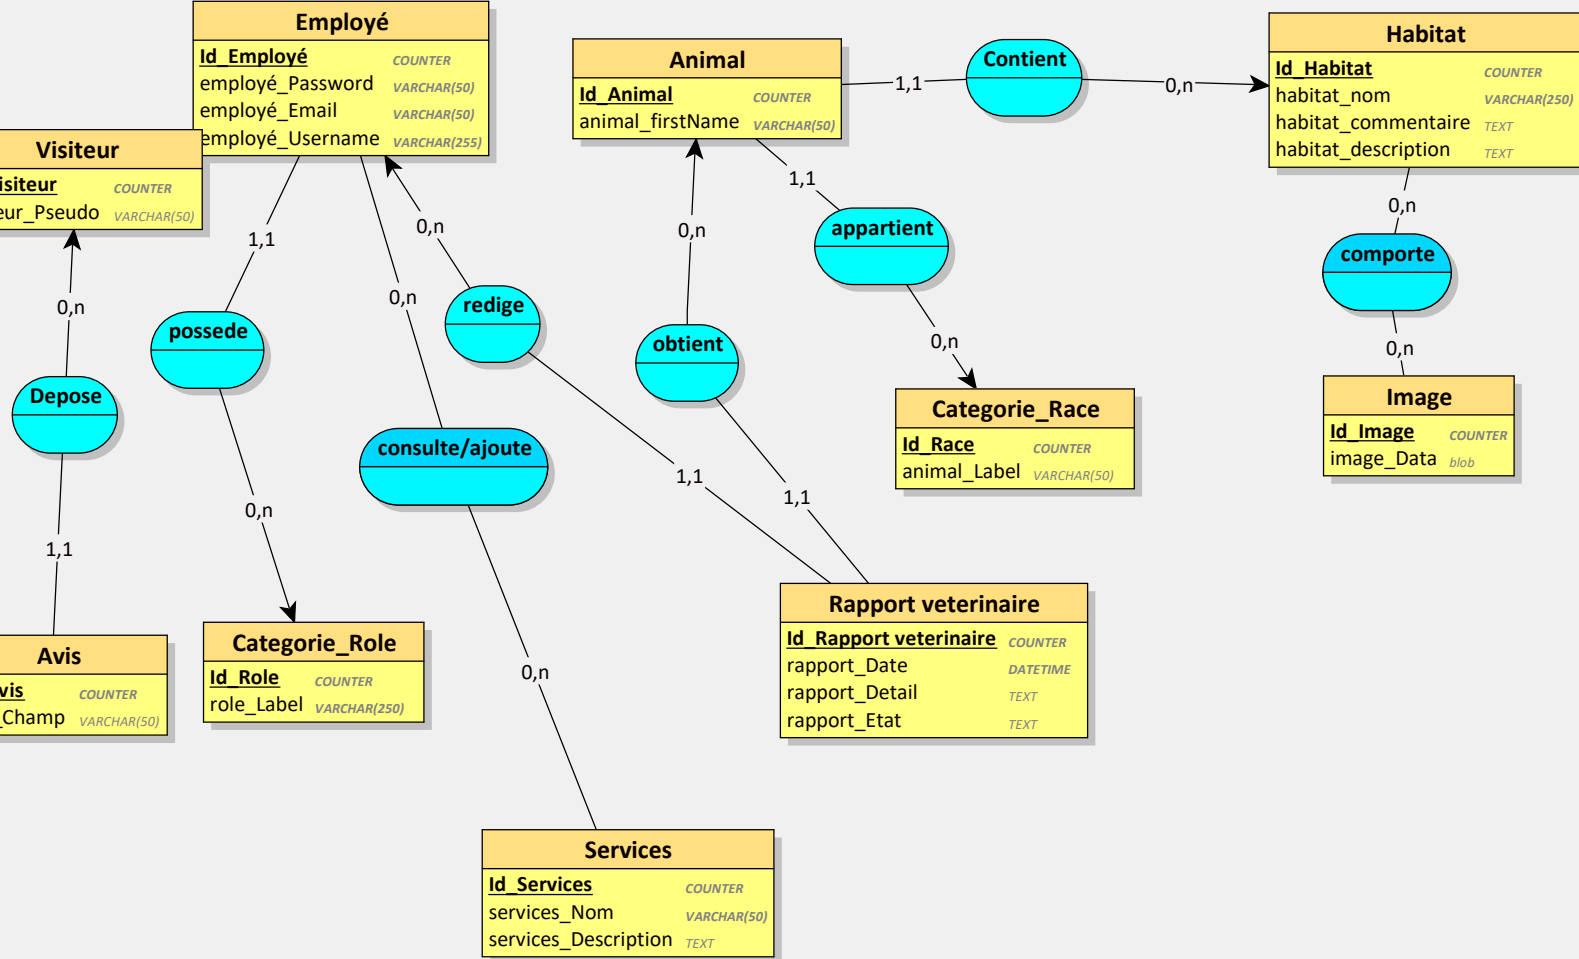 Employé
Id_Employé COUNTER
employé_Password VARCHAR(50)
employé_Email VARCHAR(50)
employé_Username VARCHAR(255)
Visiteur
isiteur COUNTER
eur_Pseudo VARCHAR(50)
Animal
Id_Animal COUNTER
animal_firstName VARCHAR(50)
1,1
Contient
0,n
Habitat
Id_Habitat COUNTER
habitat_nom VARCHAR(250)
habitat_commentaire TEXT
habitat_description TEXT
0,n
Depose
1,1
1,1
possede
0,n
0,n
consulte/ajoute
0,n
0,n
redige
1,1
0,n
obtient
1,1
1,1
appartient
0,n
0,n
comporte
0,n
Categorie_Race
Id_Race COUNTER
animal_Label VARCHAR(50)
Image
Id_Image COUNTER
image_Data blob
Avis
vis COUNTER
_Champ VARCHAR(50)
Categorie_Role
Id_Role COUNTER
role_Label VARCHAR(250)
Rapport veterinaire
Id_Rapport veterinaire COUNTER
rapport_Date DATETIME
rapport_Detail TEXT
rapport_Etat TEXT
Services
Id_Services COUNTER
services_Nom VARCHAR(50)
services_Description TEXT